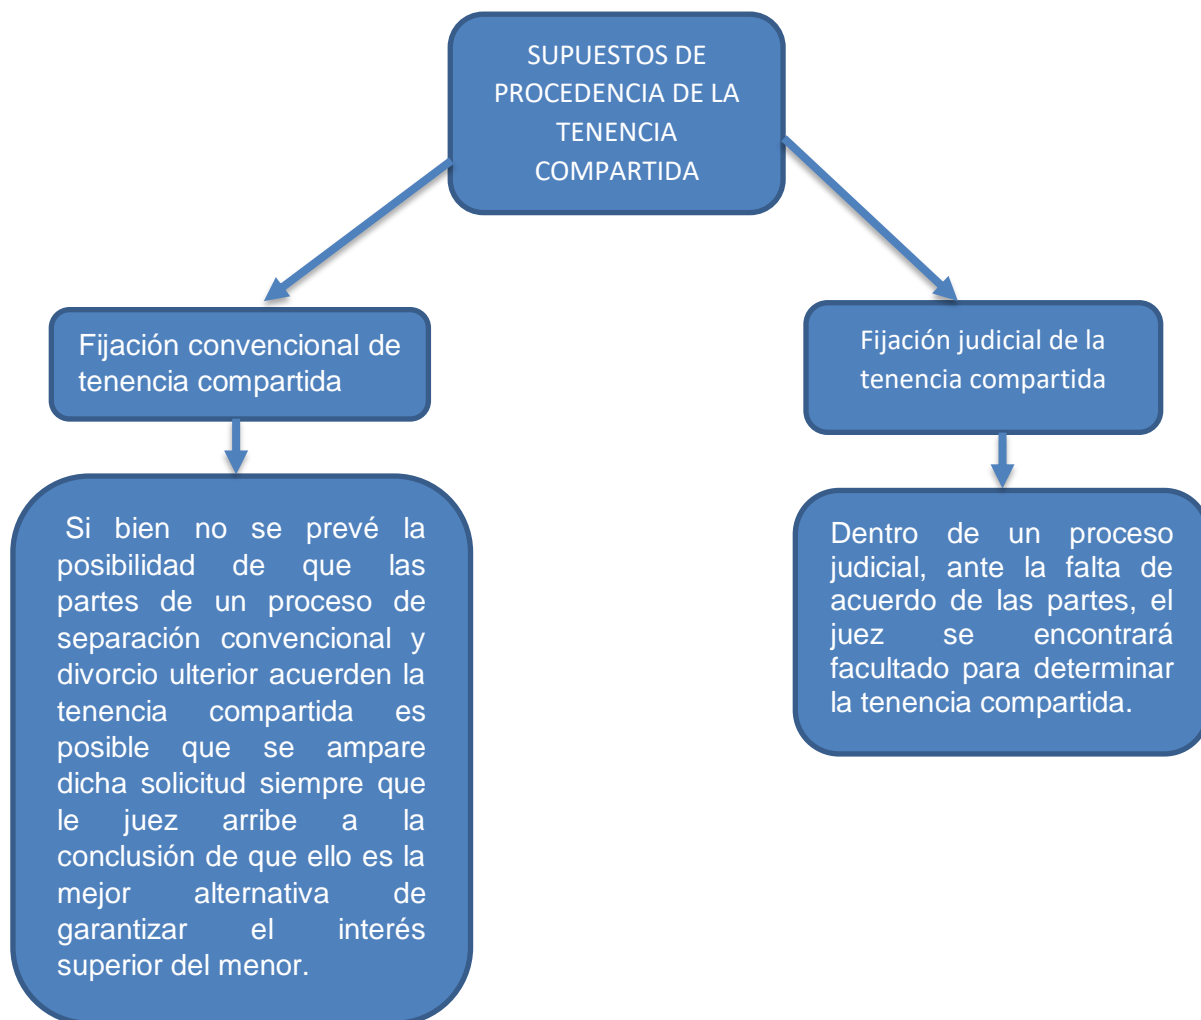 SUPUESTOS DE
PROCEDENCIA DE LA
TENENCIA
COMPARTIDA
Fijación convencional de
tenencia compartida
Fijación judicial de la
tenencia compartida
Si bien no se prevé la
posibilidad de que las
partes de un proceso de
separación convencional y
divorcio ulterior acuerden la
tenencia compartida es
posible que se ampare
dicha solicitud siempre que
le juez arribe a la
conclusión de que ello es la
mejor alternativa de
garantizar el interés
superior del menor.
Dentro de un proceso
judicial, ante la falta de
acuerdo de las partes, el
juez se encontrará
facultado para determinar
la tenencia compartida.